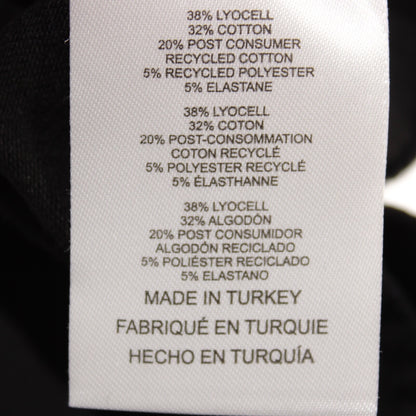 38% LYOCELL
32% COTTON
20% POST CONSUMER
RECYCLED COTTON
5% RECYCLED POLYESTER
5% ELASTANE
38% LYOCELL
32% COTON
20% POST-CONSOMMATION
COTON RECYCLÉ
5% POLYESTER RECYCLÉ
5% ÉLASTHANNE
38% LYOCELL
32% ALGODÓN
20% POST CONSUMIDOR
ALGODÓN RECICLADO
5% POLIÉSTER RECICLADO
5% ELASTANO
MADE IN TURKEY
FABRIQUÉ EN TURQUIE
HECHO EN TURQUÍA